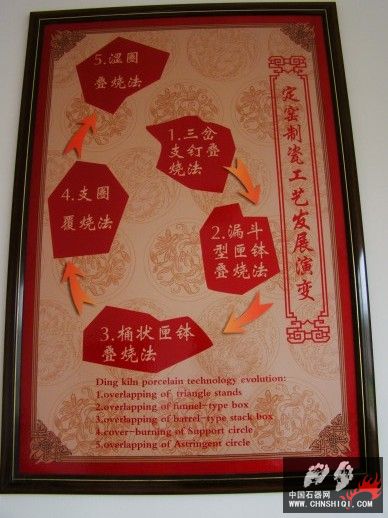 定窑制瓷工艺发展演变
1.三岔
支钉叠
烧法
2.漏斗
型匣钵
叠烧法
3.桶状匣钵
叠烧法
4.支圈
覆烧法
5.涩圈
叠烧法
Ding kiln porcelain technology evolution:
1.overlapping of triangle stands
2.overlapping of funnel-type box
3.overlapping of barrel-type stack box
4.cover-burning of Support circle
5.overlapping of Astringent circle
中国石器网
WWW.CHNSHIQI.COM